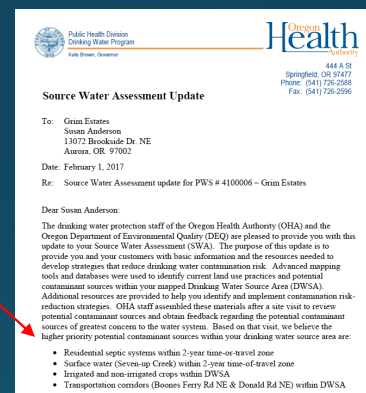 Public Health Division
Drinking Water Program
Kate Brown, Governor
Oregon
Health
Authority
444 A St
Springfield, OR 97477
Phone: (541) 726-2588
Fax: (541) 726-2596
Source Water Assessment Update
To: Grim Estates
Susan Anderson
13072 Brookside Dr. NE
Aurora, OR 97002
Date: February 1, 2017
Re: Source Water Assessment update for PWS # 4100006 – Grim Estates
Dear Susan Anderson:
The drinking water protection staff of the Oregon Health Authority (OHA) and the
Oregon Department of Environmental Quality (DEQ) are pleased to provide you with this
update to your Source Water Assessment (SWA). The purpose of this update is to
provide you and your customers with basic information and the resources needed to
develop strategies that reduce drinking water contamination risk. Advanced mapping
tools and databases were used to identify current land use practices and potential
contaminant sources within your mapped Drinking Water Source Area (DWSA).
Additional resources are provided to help you identify and implement contamination risk-
reduction strategies. OHA staff assembled these materials after a site visit to review
potential contaminant sources and obtain feedback regarding the potential contaminant
sources of greatest concern to the water system. Based on that visit, we believe the
higher priority potential contaminant sources within your drinking water source area are:
• Residential septic systems within 2-year time-or-travel zone
• Surface water (Seven-up Creek) within 2-year time-of-travel zone
• Irrigated and non-irrigated crops within DWSA
• Transportation corridors (Boones Ferry Rd NE & Donald Rd NE) within DWSA